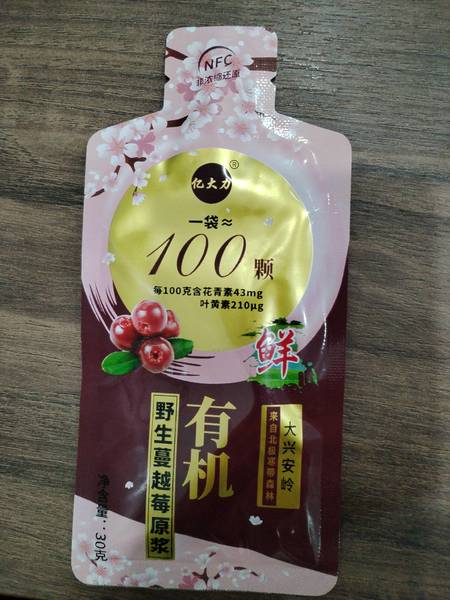 NFC
非浓缩还原
亿大力®
一袋≈
100颗
每100克含花青素43mg
叶黄素210μg
鲜
有机
野生蔓越莓原浆
大兴安岭
来自北极寒带森林
净含量：30克